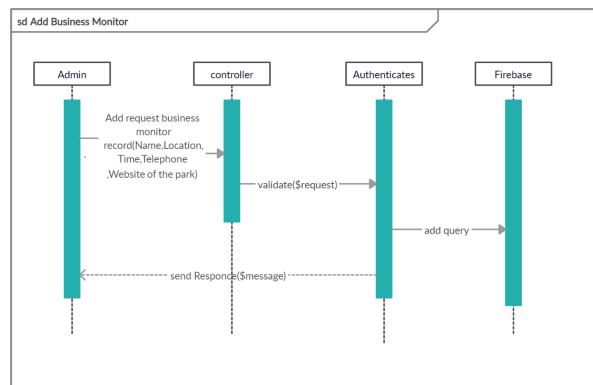 sd Add Business Monitor
Admin
controller
Authenticates
Firebase
Add request business
monitor
record(Name,Location,
Time,Telephone
,Website of the park)
validate($request)
add query
send Responce($message)